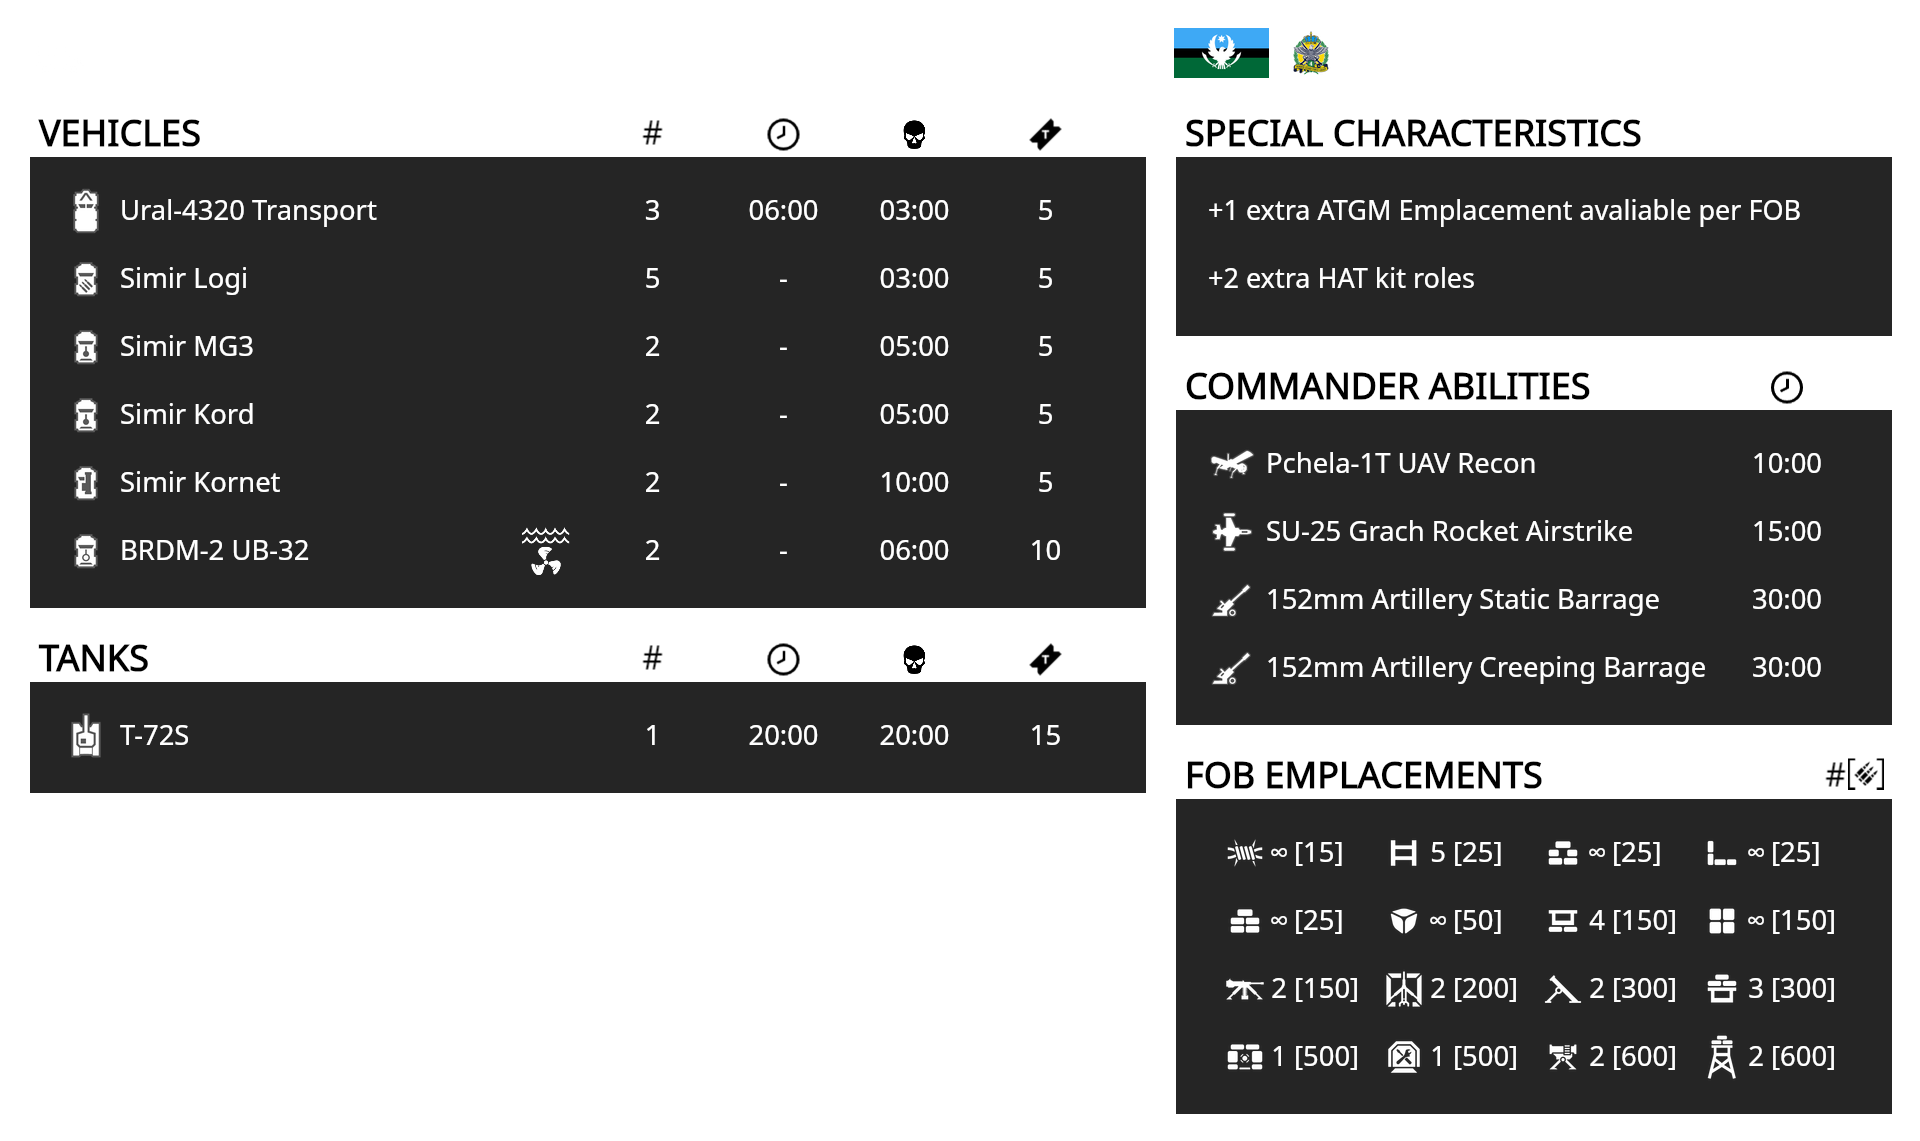 VEHICLES #
Ural-4320 Transport 3 06:00 03:00 5
Simir Logi 5 - 03:00 5
Simir MG3 2 - 05:00 5
Simir Kord 2 - 05:00 5
Simir Kornet 2 - 10:00 5
BRDM-2 UB-32 2 - 06:00 10
TANKS #
T-72S 1 20:00 20:00 15
SPECIAL CHARACTERISTICS
+1 extra ATGM Emplacement avaliable per FOB
+2 extra HAT kit roles
COMMANDER ABILITIES
Pchela-1T UAV Recon 10:00
SU-25 Grach Rocket Airstrike 15:00
152mm Artillery Static Barrage 30:00
152mm Artillery Creeping Barrage 30:00
FOB EMPLACEMENTS #[]
∞ [15] 5 [25] ∞ [25] ∞ [25]
∞ [25] ∞ [50] 4 [150] ∞ [150]
2 [150] 2 [200] 2 [300] 3 [300]
1 [500] 1 [500] 2 [600] 2 [600]